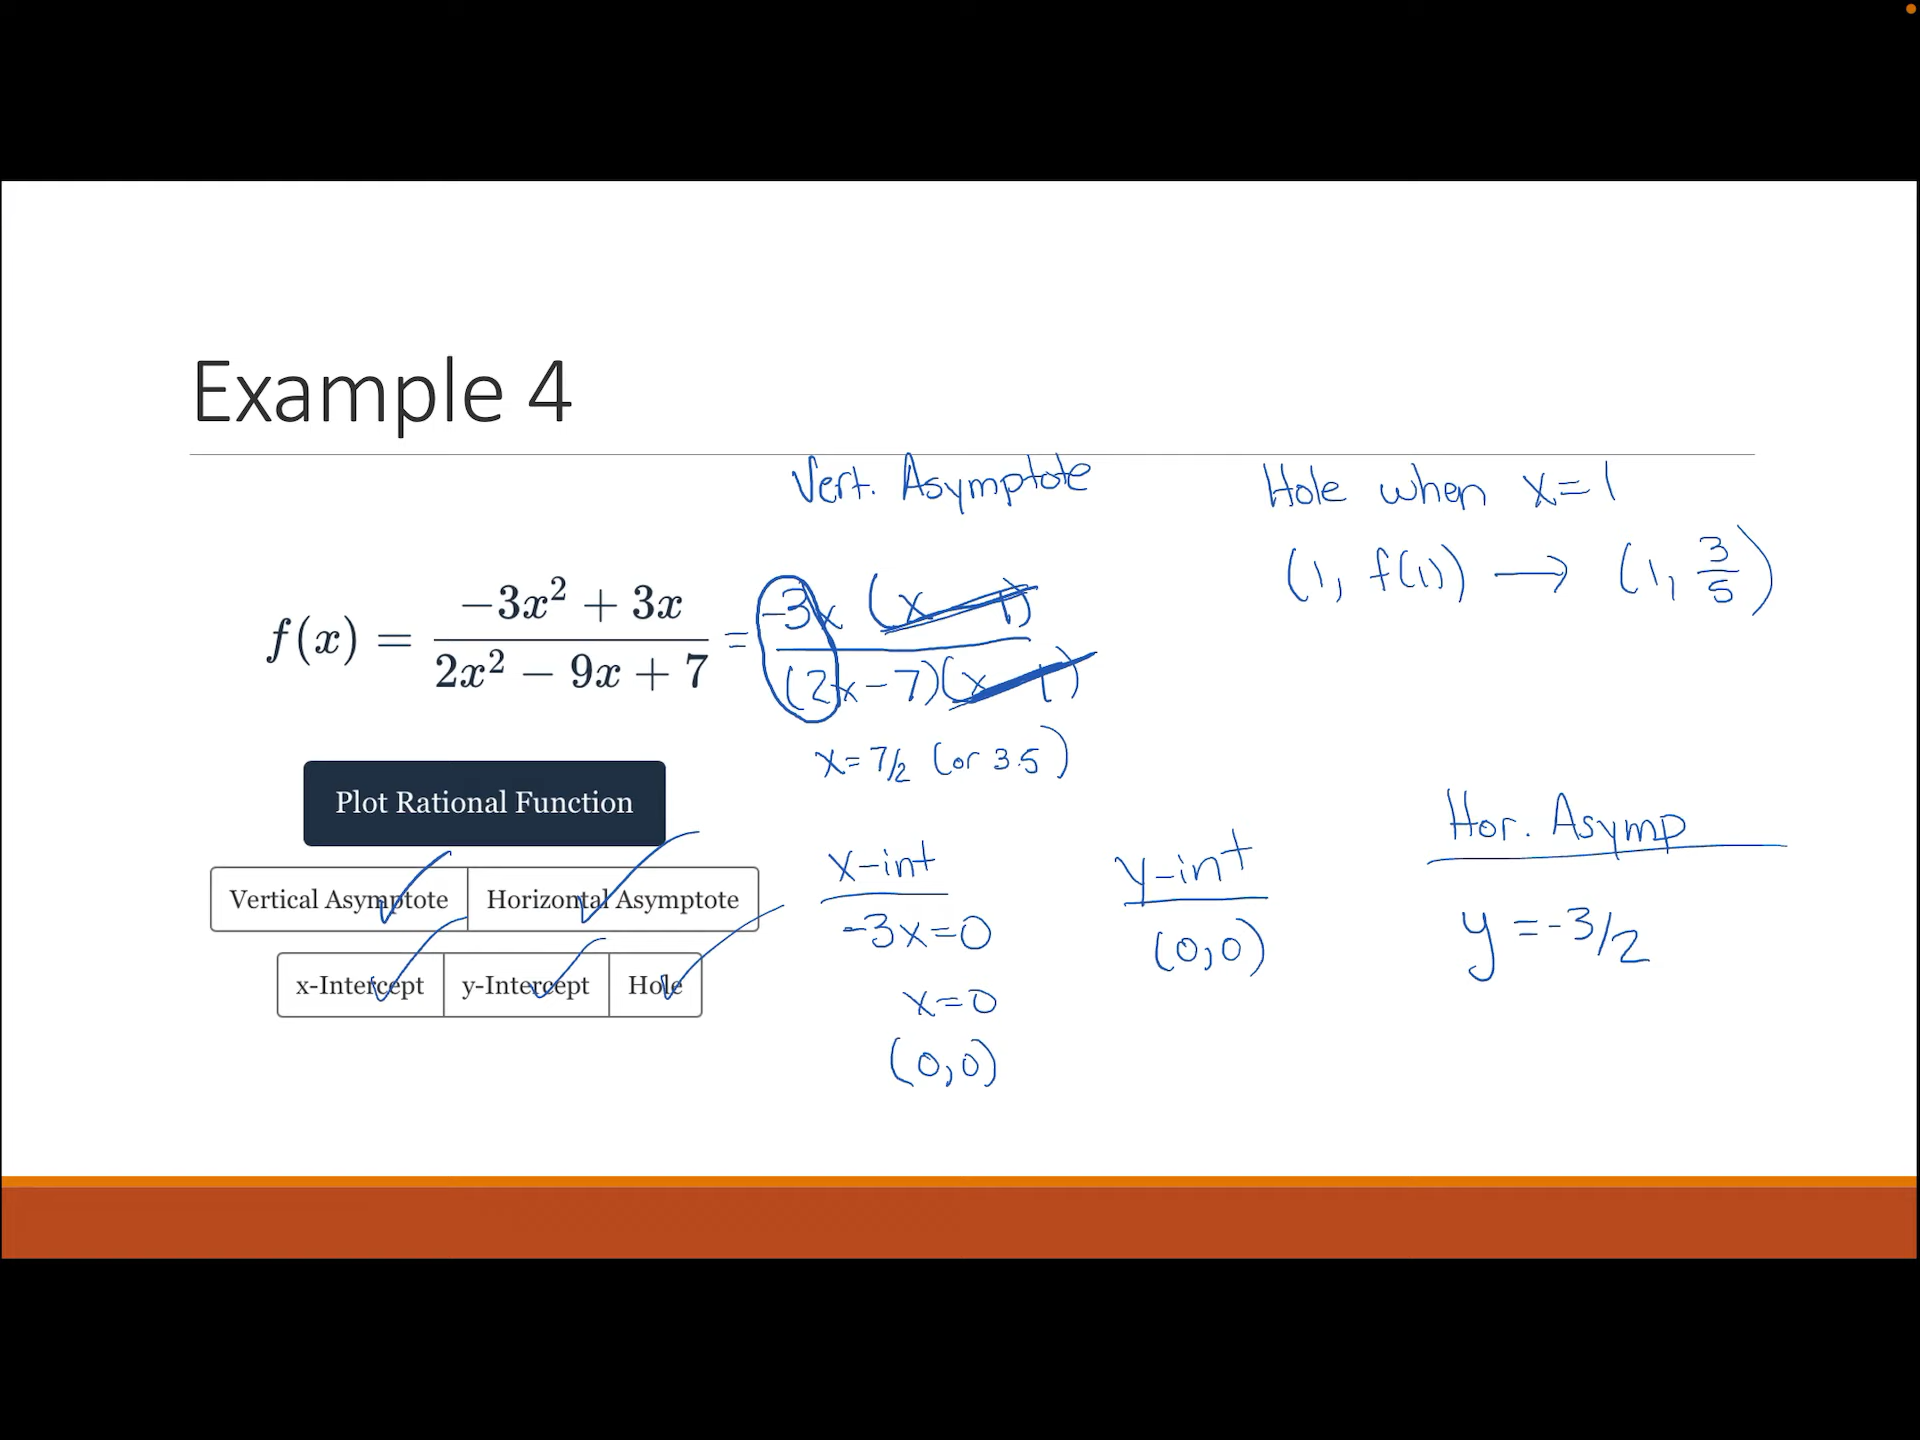 Example 4
Vert. Asymptote
Hole when x=1
(1, f(1)) → (1, 3/5)
f(x) = (−3x² + 3x)/(2x² − 9x + 7) = -3x (x - 1)/((2x-7)(x - 1))
x=7/2 (or 3.5)
Plot Rational Function
Vertical Asymptote Horizontal Asymptote
x-Intercept y-Intercept Hole
x-int
-3x=0
x=0
(0,0)
y-int
(0,0)
Hor. Asymp
y=-3/2